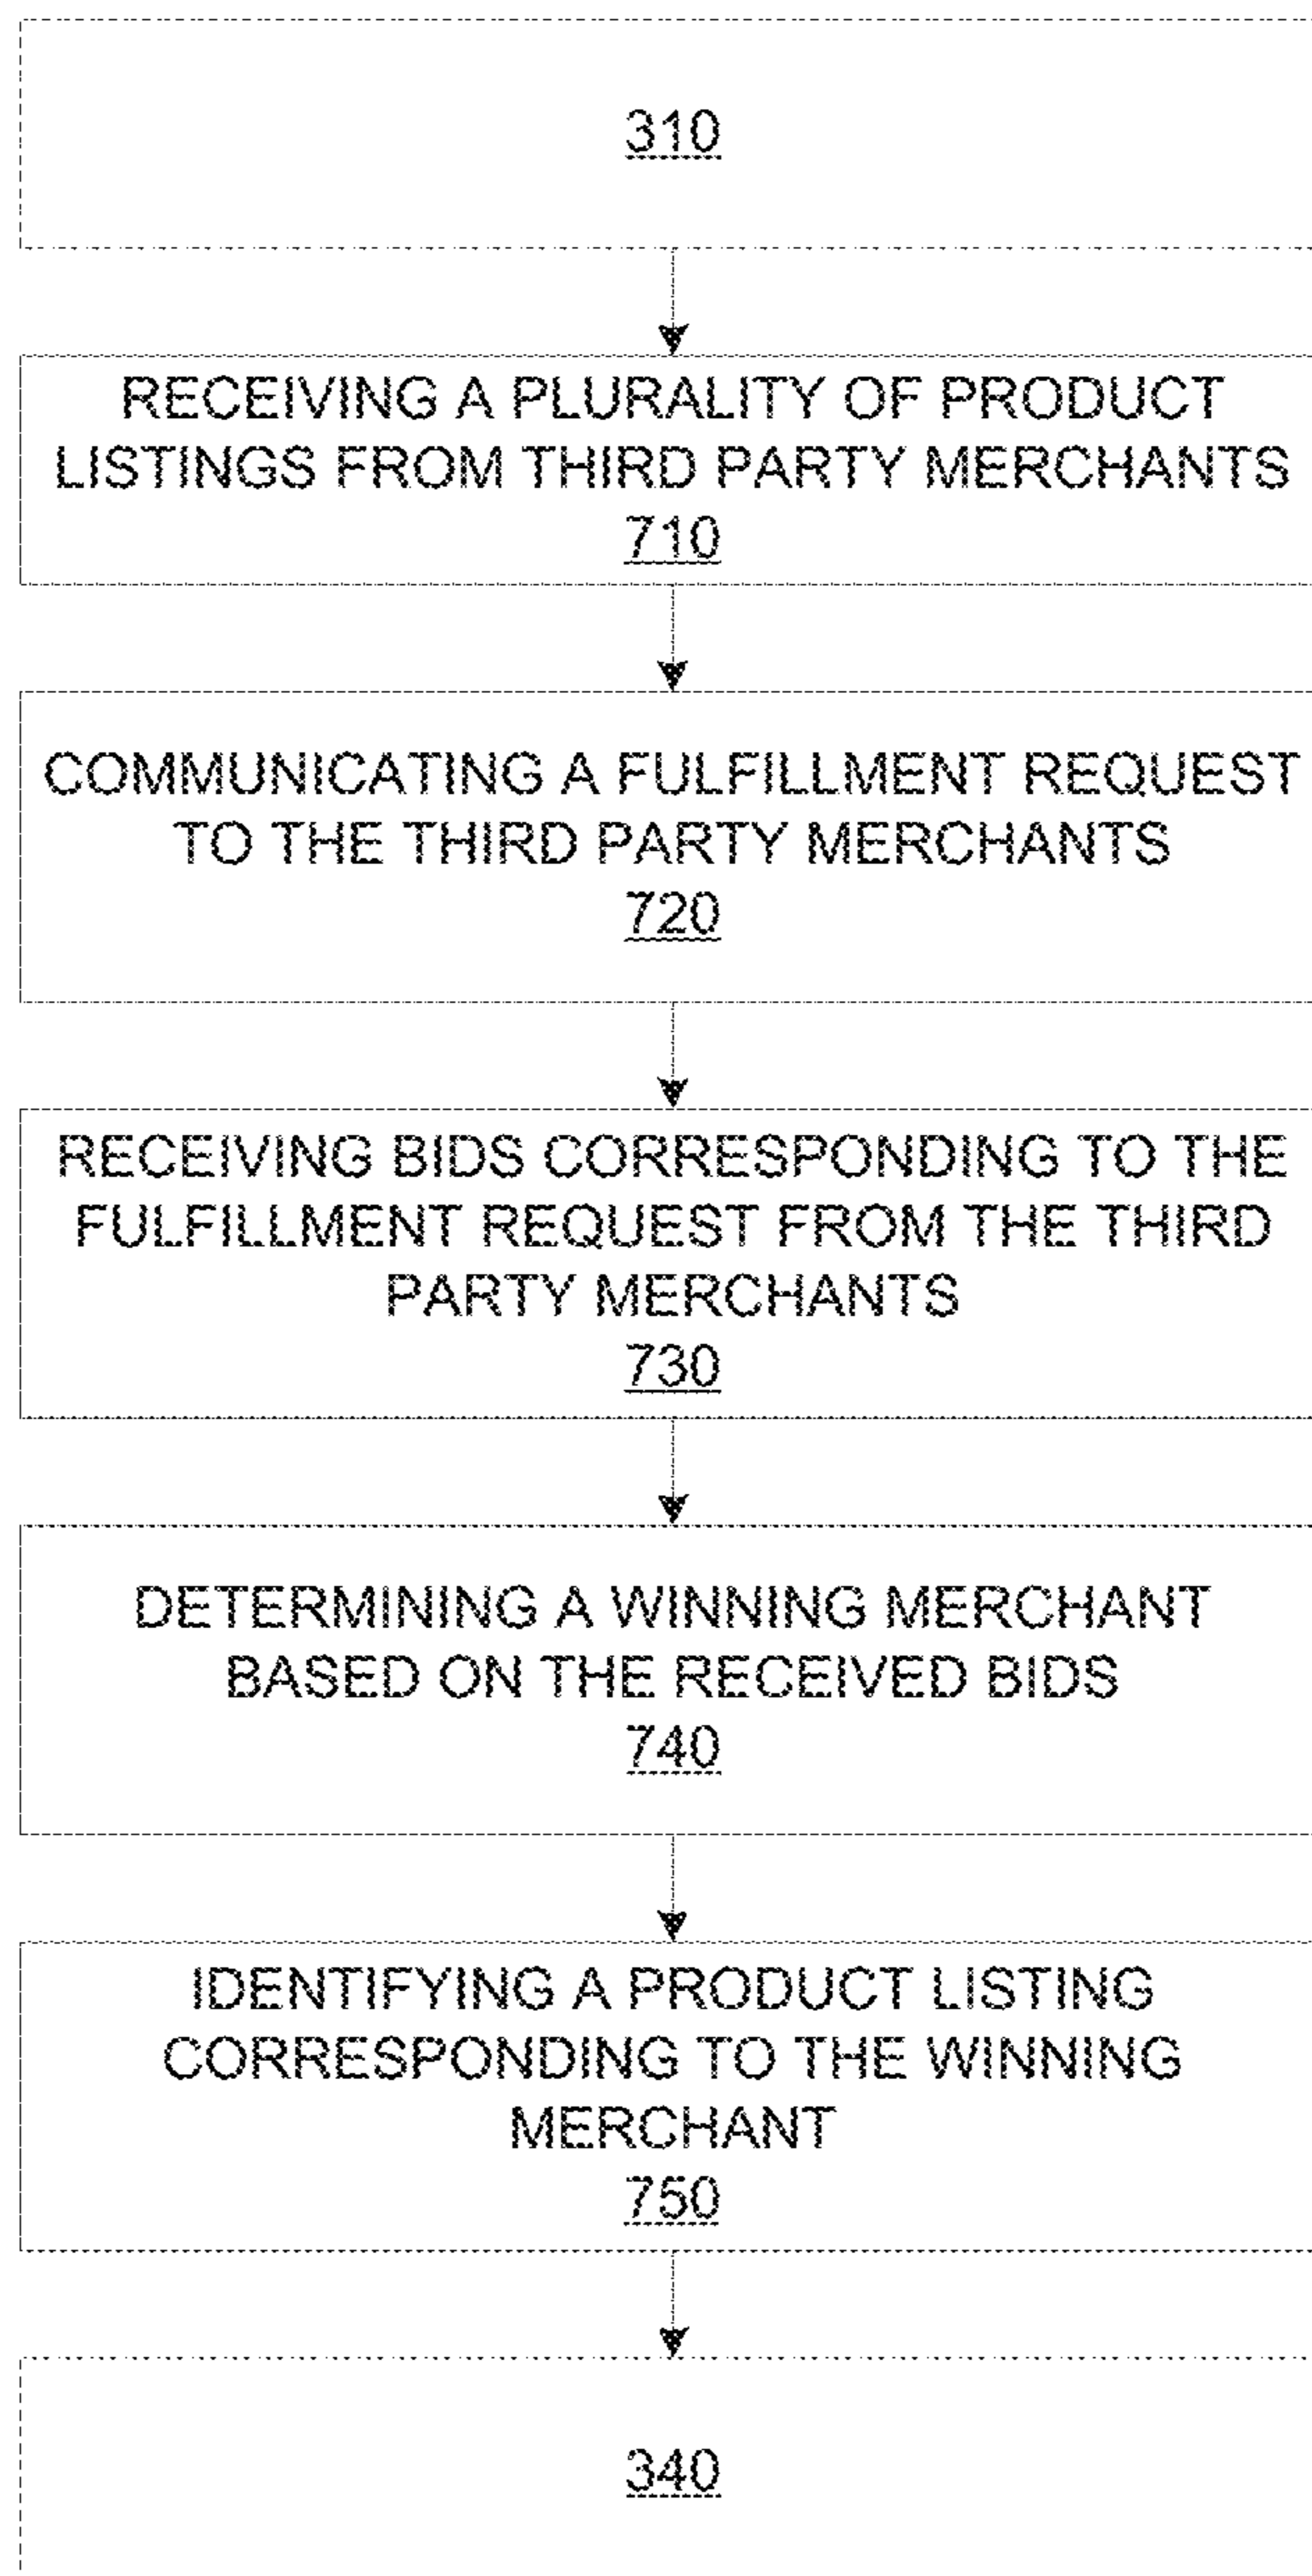 310
RECEIVING A PLURALITY OF PRODUCT
LISTINGS FROM THIRD PARTY MERCHANTS
710
COMMUNICATING A FULFILLMENT REQUEST
TO THE THIRD PARTY MERCHANTS
720
RECEIVING BIDS CORRESPONDING TO THE
FULFILLMENT REQUEST FROM THE THIRD
PARTY MERCHANTS
730
DETERMINING A WINNING MERCHANT
BASED ON THE RECEIVED BIDS
740
IDENTIFYING A PRODUCT LISTING
CORRESPONDING TO THE WINNING
MERCHANT
750
340